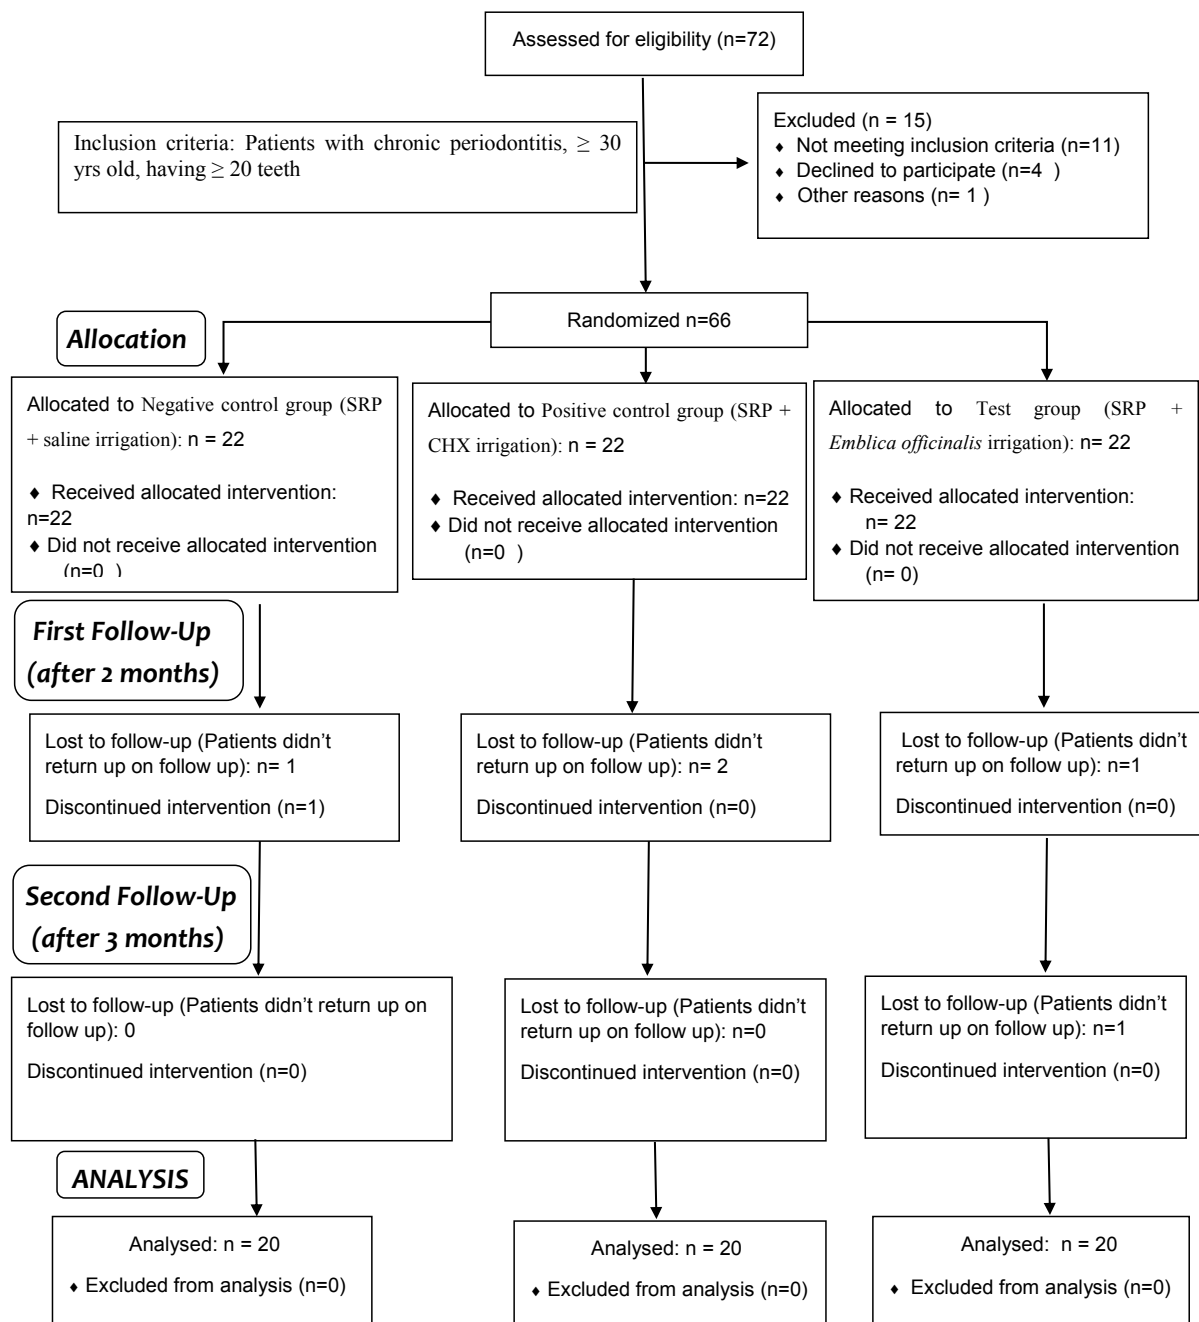 Assessed for eligibility (n=72)
Inclusion criteria: Patients with chronic periodontitis, ≥ 30
yrs old, having ≥ 20 teeth
Excluded (n = 15)
♦ Not meeting inclusion criteria (n=11)
♦ Declined to participate (n=4 )
♦ Other reasons (n= 1 )
Randomized n=66
Allocation
Allocated to Negative control group (SRP
+ saline irrigation): n = 22
♦ Received allocated intervention:
n=22
♦ Did not receive allocated intervention
(n=0 )
Allocated to Positive control group (SRP +
CHX irrigation): n = 22
♦ Received allocated intervention: n=22
♦ Did not receive allocated intervention
(n=0 )
Allocated to Test group (SRP +
Emblica officinalis irrigation): n= 22
♦ Received allocated intervention:
n= 22
♦ Did not receive allocated intervention
(n= 0)
First Follow-Up
(after 2 months)
Lost to follow-up (Patients didn't
return up on follow up): n= 1
Discontinued intervention (n=1)
Lost to follow-up (Patients didn't
return up on follow up): n= 2
Discontinued intervention (n=0)
Lost to follow-up (Patients didn't
return up on follow up): n=1
Discontinued intervention (n=0)
Second Follow-Up
(after 3 months)
Lost to follow-up (Patients didn't return up on
follow up): 0
Discontinued intervention (n=0)
Lost to follow-up (Patients didn't
return up on follow up): n=0
Discontinued intervention (n=0)
Lost to follow-up (Patients didn't
return up on follow up): n=1
Discontinued intervention (n=0)
ANALYSIS
Analysed: n = 20
♦ Excluded from analysis (n=0)
Analysed: n = 20
♦ Excluded from analysis (n=0)
Analysed: n = 20
♦ Excluded from analysis (n=0)